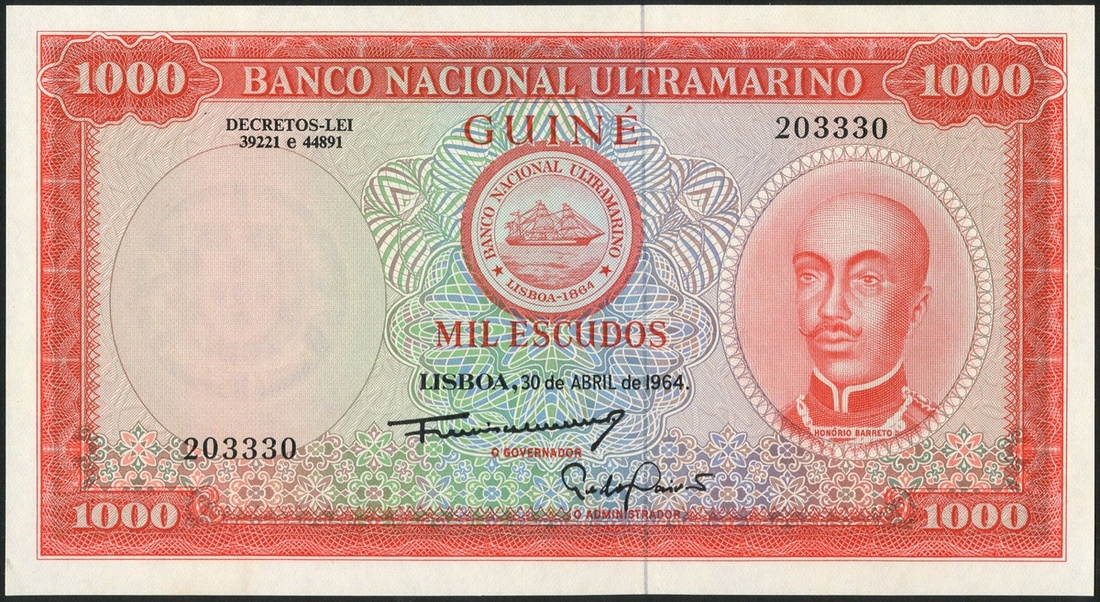 1000 BANCO NACIONAL ULTRAMARINO 1000
DECRETOS-LEI
39221 e 44891
GUINÉ
203330
★ BANCO NACIONAL ULTRAMARINO ★
LISBOA-1864
MIL ESCUDOS
LISBOA, 30 de ABRIL de 1964.
HONÓRIO BARRETO
203330
O GOVERNADOR
O ADMINISTRADOR
1000 1000